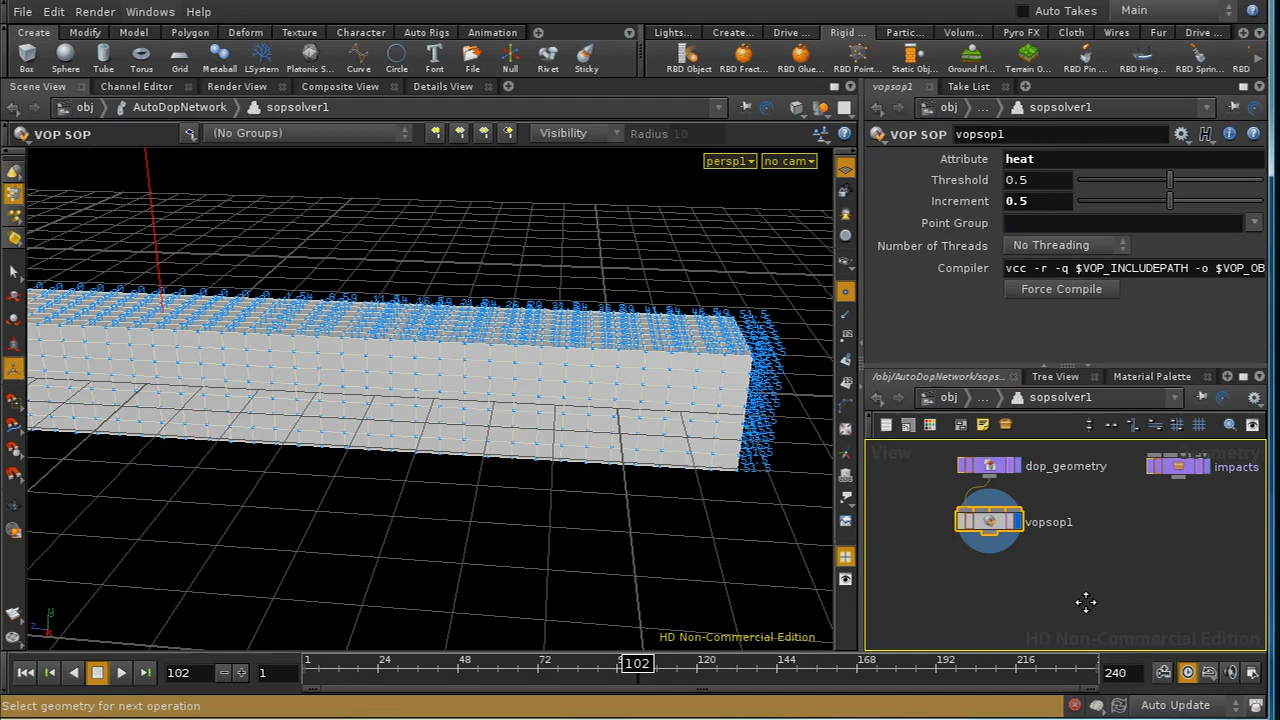 File Edit Render Windows Help Auto Takes Main
Create Modify Model Polygon Deform Texture Character Auto Rigs Animation Lights... Create... Drive ... Rigid ... Partic... Volum... Pyro FX Cloth Wires Fur Drive ...
Box Sphere Tube Torus Grid Metaball LSystem Platonic S... Curve Circle Font File Null Rivet Sticky RBD Object RBD Fract... RBD Glue... RBD Point... Static Obj... Ground Pl... Terrain O... RBD Pin ... RBD Hing... RBD Sprin... RBD
Scene View Channel Editor Render View Composite View Details View vopsop1 Take List
obj AutoDopNetwork sopsolver1 obj ... sopsolver1
VOP SOP (No Groups) Visibility Radius 10 VOP SOP vopsop1
persp1 no cam
Attribute heat
Threshold 0.5
Increment 0.5
Point Group
Number of Threads No Threading
Compiler vcc -r -q $VOP_INCLUDEPATH -o $VOP_OB
Force Compile
/obj/AutoDopNetwork/sops... Tree View Material Palette
obj ... sopsolver1
View Geometry
dop_geometry impacts
vopsop1
HD Non-Commercial Edition
HD Non-Commercial Edition
y
z
x
102 1 1 24 48 72 102 120 144 168 192 216 240
Select geometry for next operation Auto Update